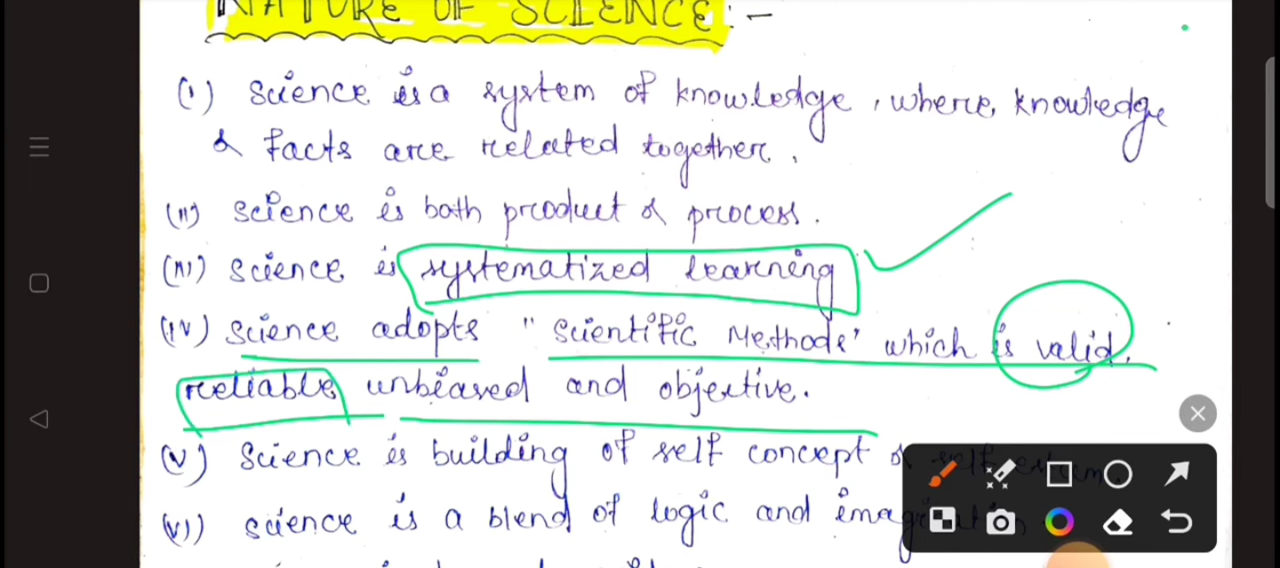 NATURE OF SCIENCE :-
(i) Science is a system of knowledge, where knowledge
& facts are related together.
(ii) Science is both product & process.
(iii) Science is systematized learning
(iv) Science adopts "Scientific Methods" which is valid,
reliable unbiased and objective.
(v) Science is building of self concept &
(vi) Science is a blend of logic and